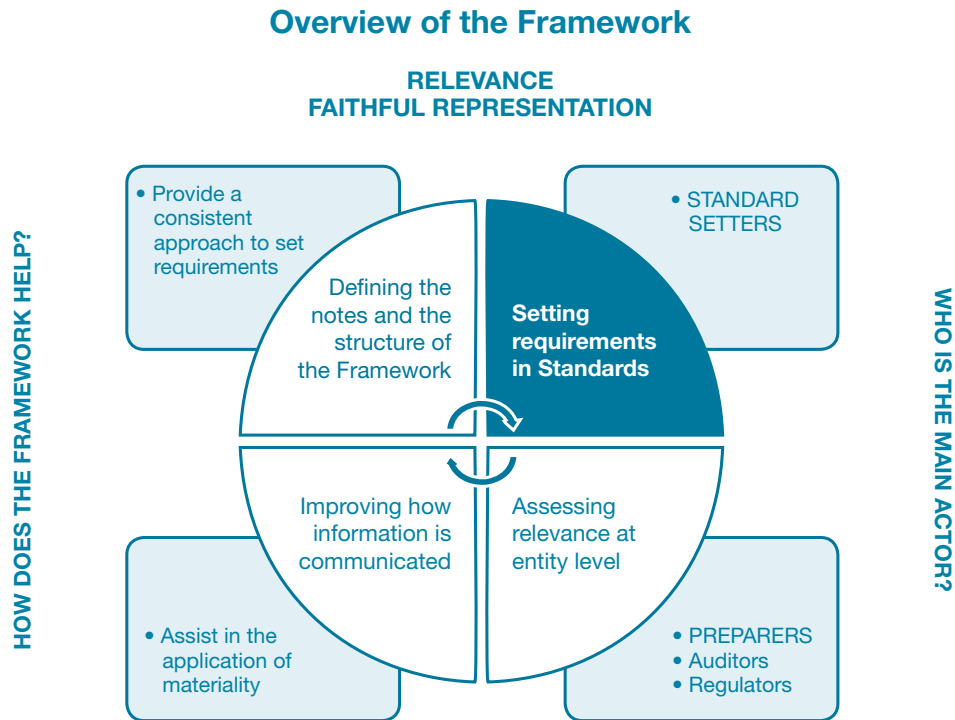 Overview of the Framework
RELEVANCE
FAITHFUL REPRESENTATION
HOW DOES THE FRAMEWORK HELP?
• Provide a
consistent
approach to set
requirements
Defining the
notes and the
structure of
the Framework
Setting
requirements
in Standards
• STANDARD
SETTERS
WHO IS THE MAIN ACTOR?
Improving how
information is
communicated
Assessing
relevance at
entity level
• Assist in the
application of
materiality
• PREPARERS
• Auditors
• Regulators